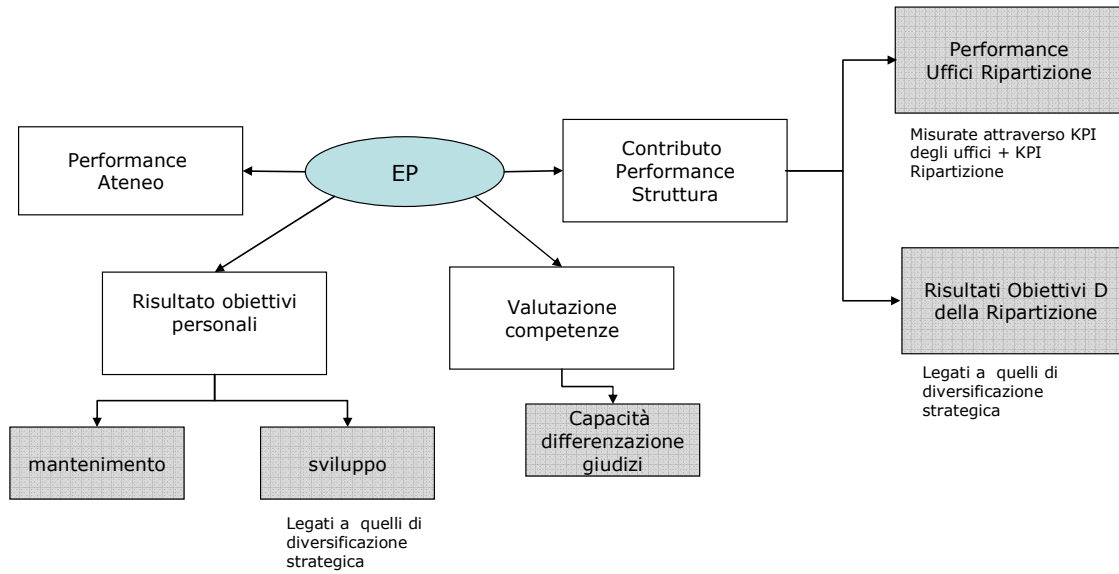 Performance
Uffici Ripartizione
Misurate attraverso KPI
degli uffici + KPI
Ripartizione
Performance
Ateneo
EP
Contributo
Performance
Struttura
Risultato obiettivi
personali
Valutazione
competenze
Risultati Obiettivi D
della Ripartizione
Legati a quelli di
diversificazione
strategica
mantenimento
sviluppo
Capacità
differenzazione
giudizi
Legati a quelli di
diversificazione
strategica